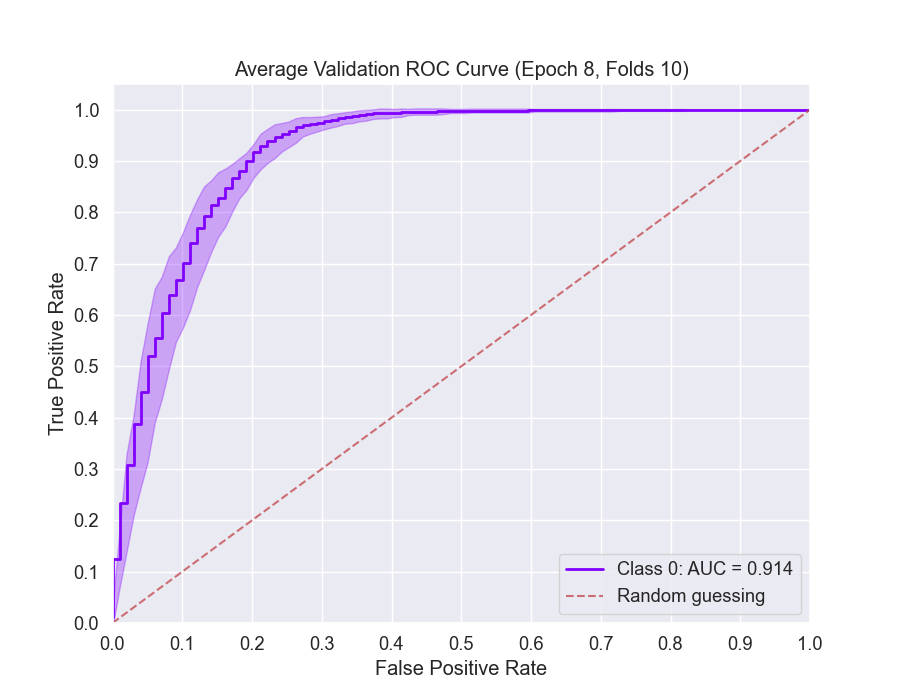 Average Validation ROC Curve (Epoch 8, Folds 10)
True Positive Rate
1.0
0.9
0.8
0.7
0.6
0.5
0.4
0.3
0.2
0.1
0.0
Class 0: AUC = 0.914
Random guessing
0.0 0.1 0.2 0.3 0.4 0.5 0.6 0.7 0.8 0.9 1.0
False Positive Rate